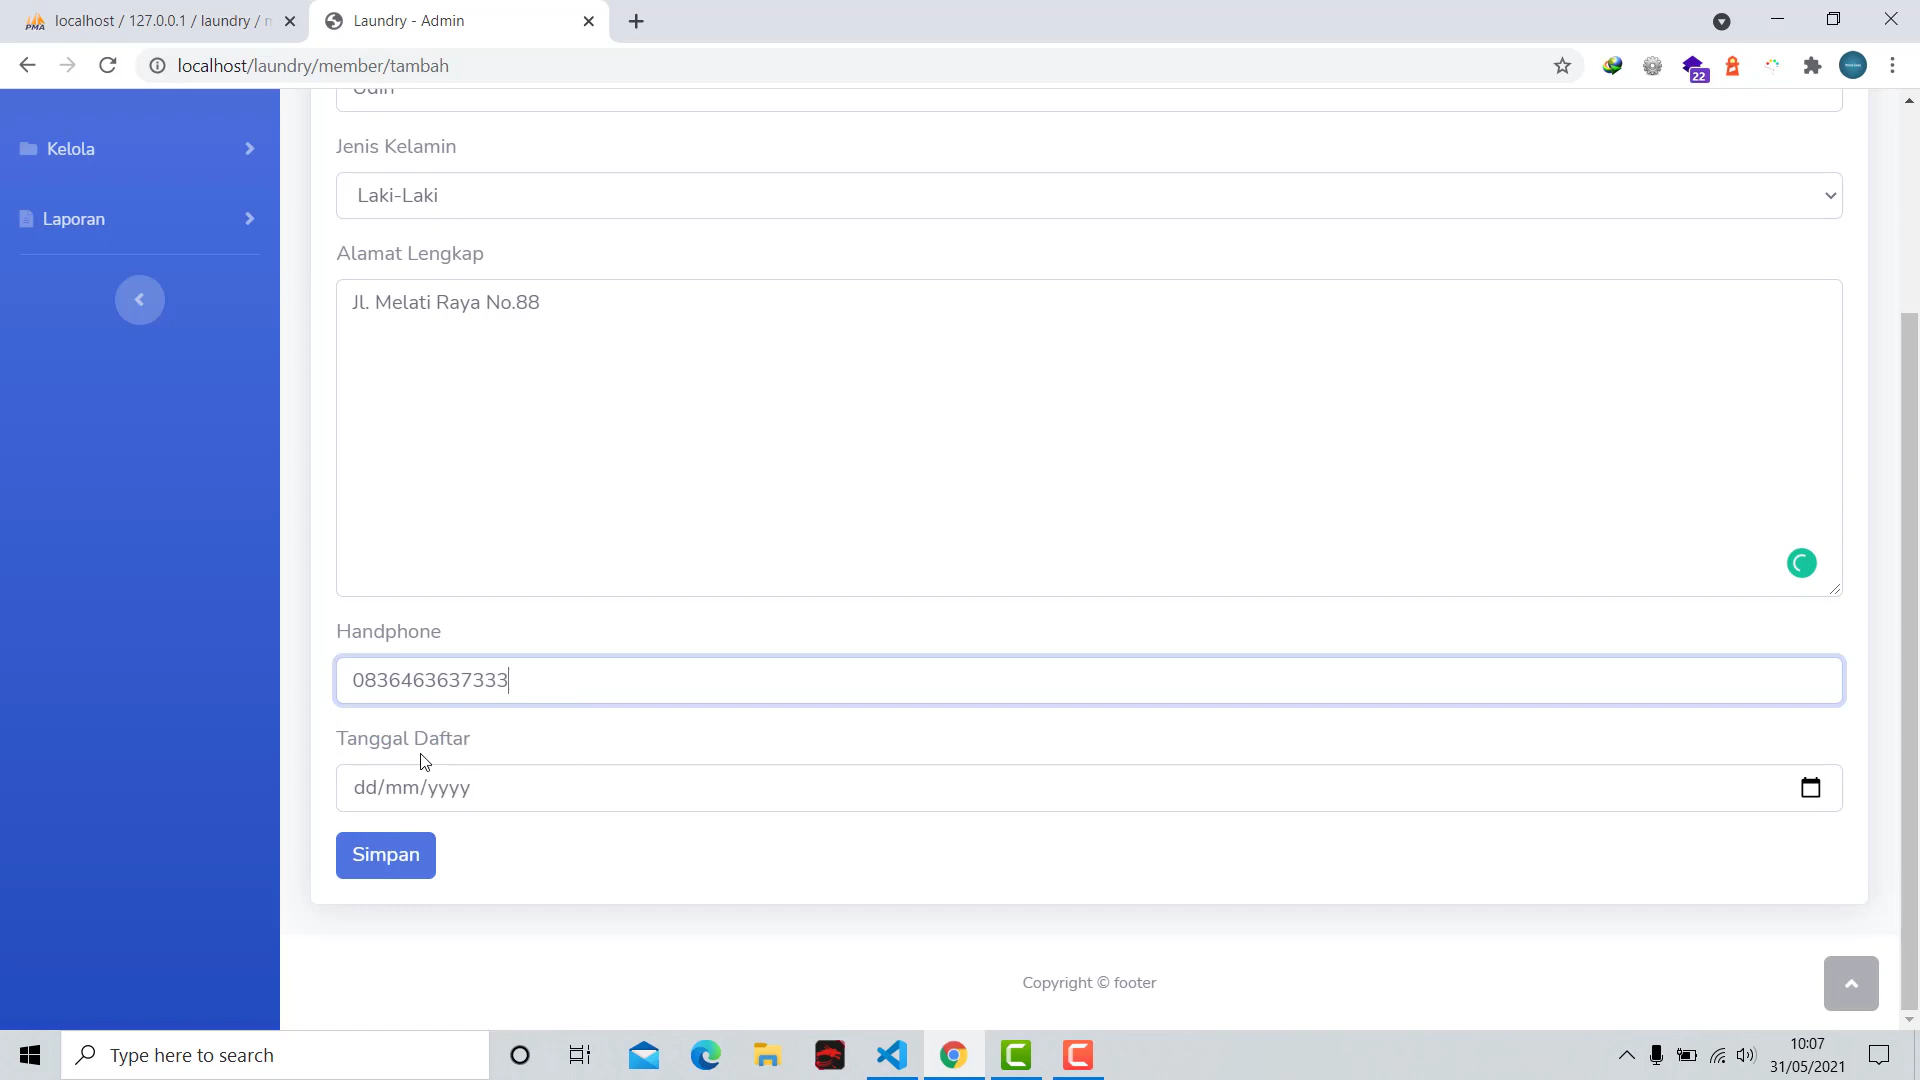 localhost / 127.0.0.1 / laundry / m
Laundry - Admin
localhost/laundry/member/tambah
22
Udin
Kelola
Laporan
Jenis Kelamin
Laki-Laki
Alamat Lengkap
Jl. Melati Raya No.88
Handphone
0836463637333
Tanggal Daftar
dd/mm/yyyy
Simpan
Copyright © footer
Type here to search
10:07
31/05/2021